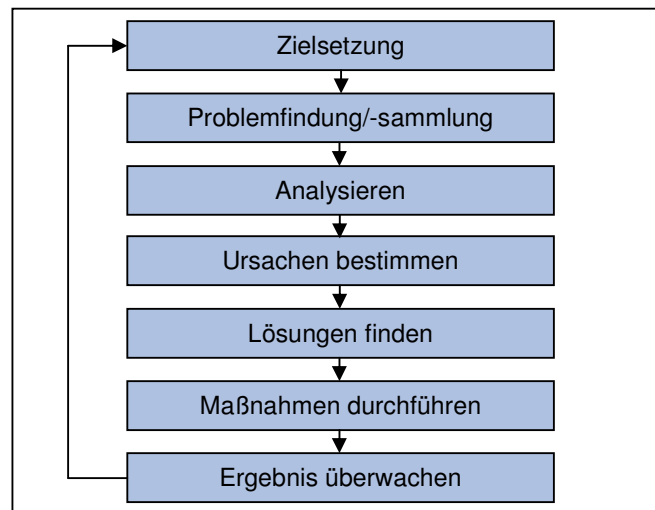 Zielsetzung
Problemfindung/-sammlung
Analysieren
Ursachen bestimmen
Lösungen finden
Maßnahmen durchführen
Ergebnis überwachen